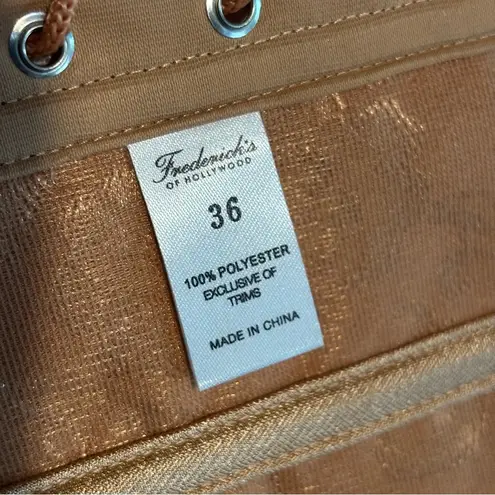 Frederick's
OF HOLLYWOOD
36
100% POLYESTER
EXCLUSIVE OF
TRIMS
MADE IN CHINA